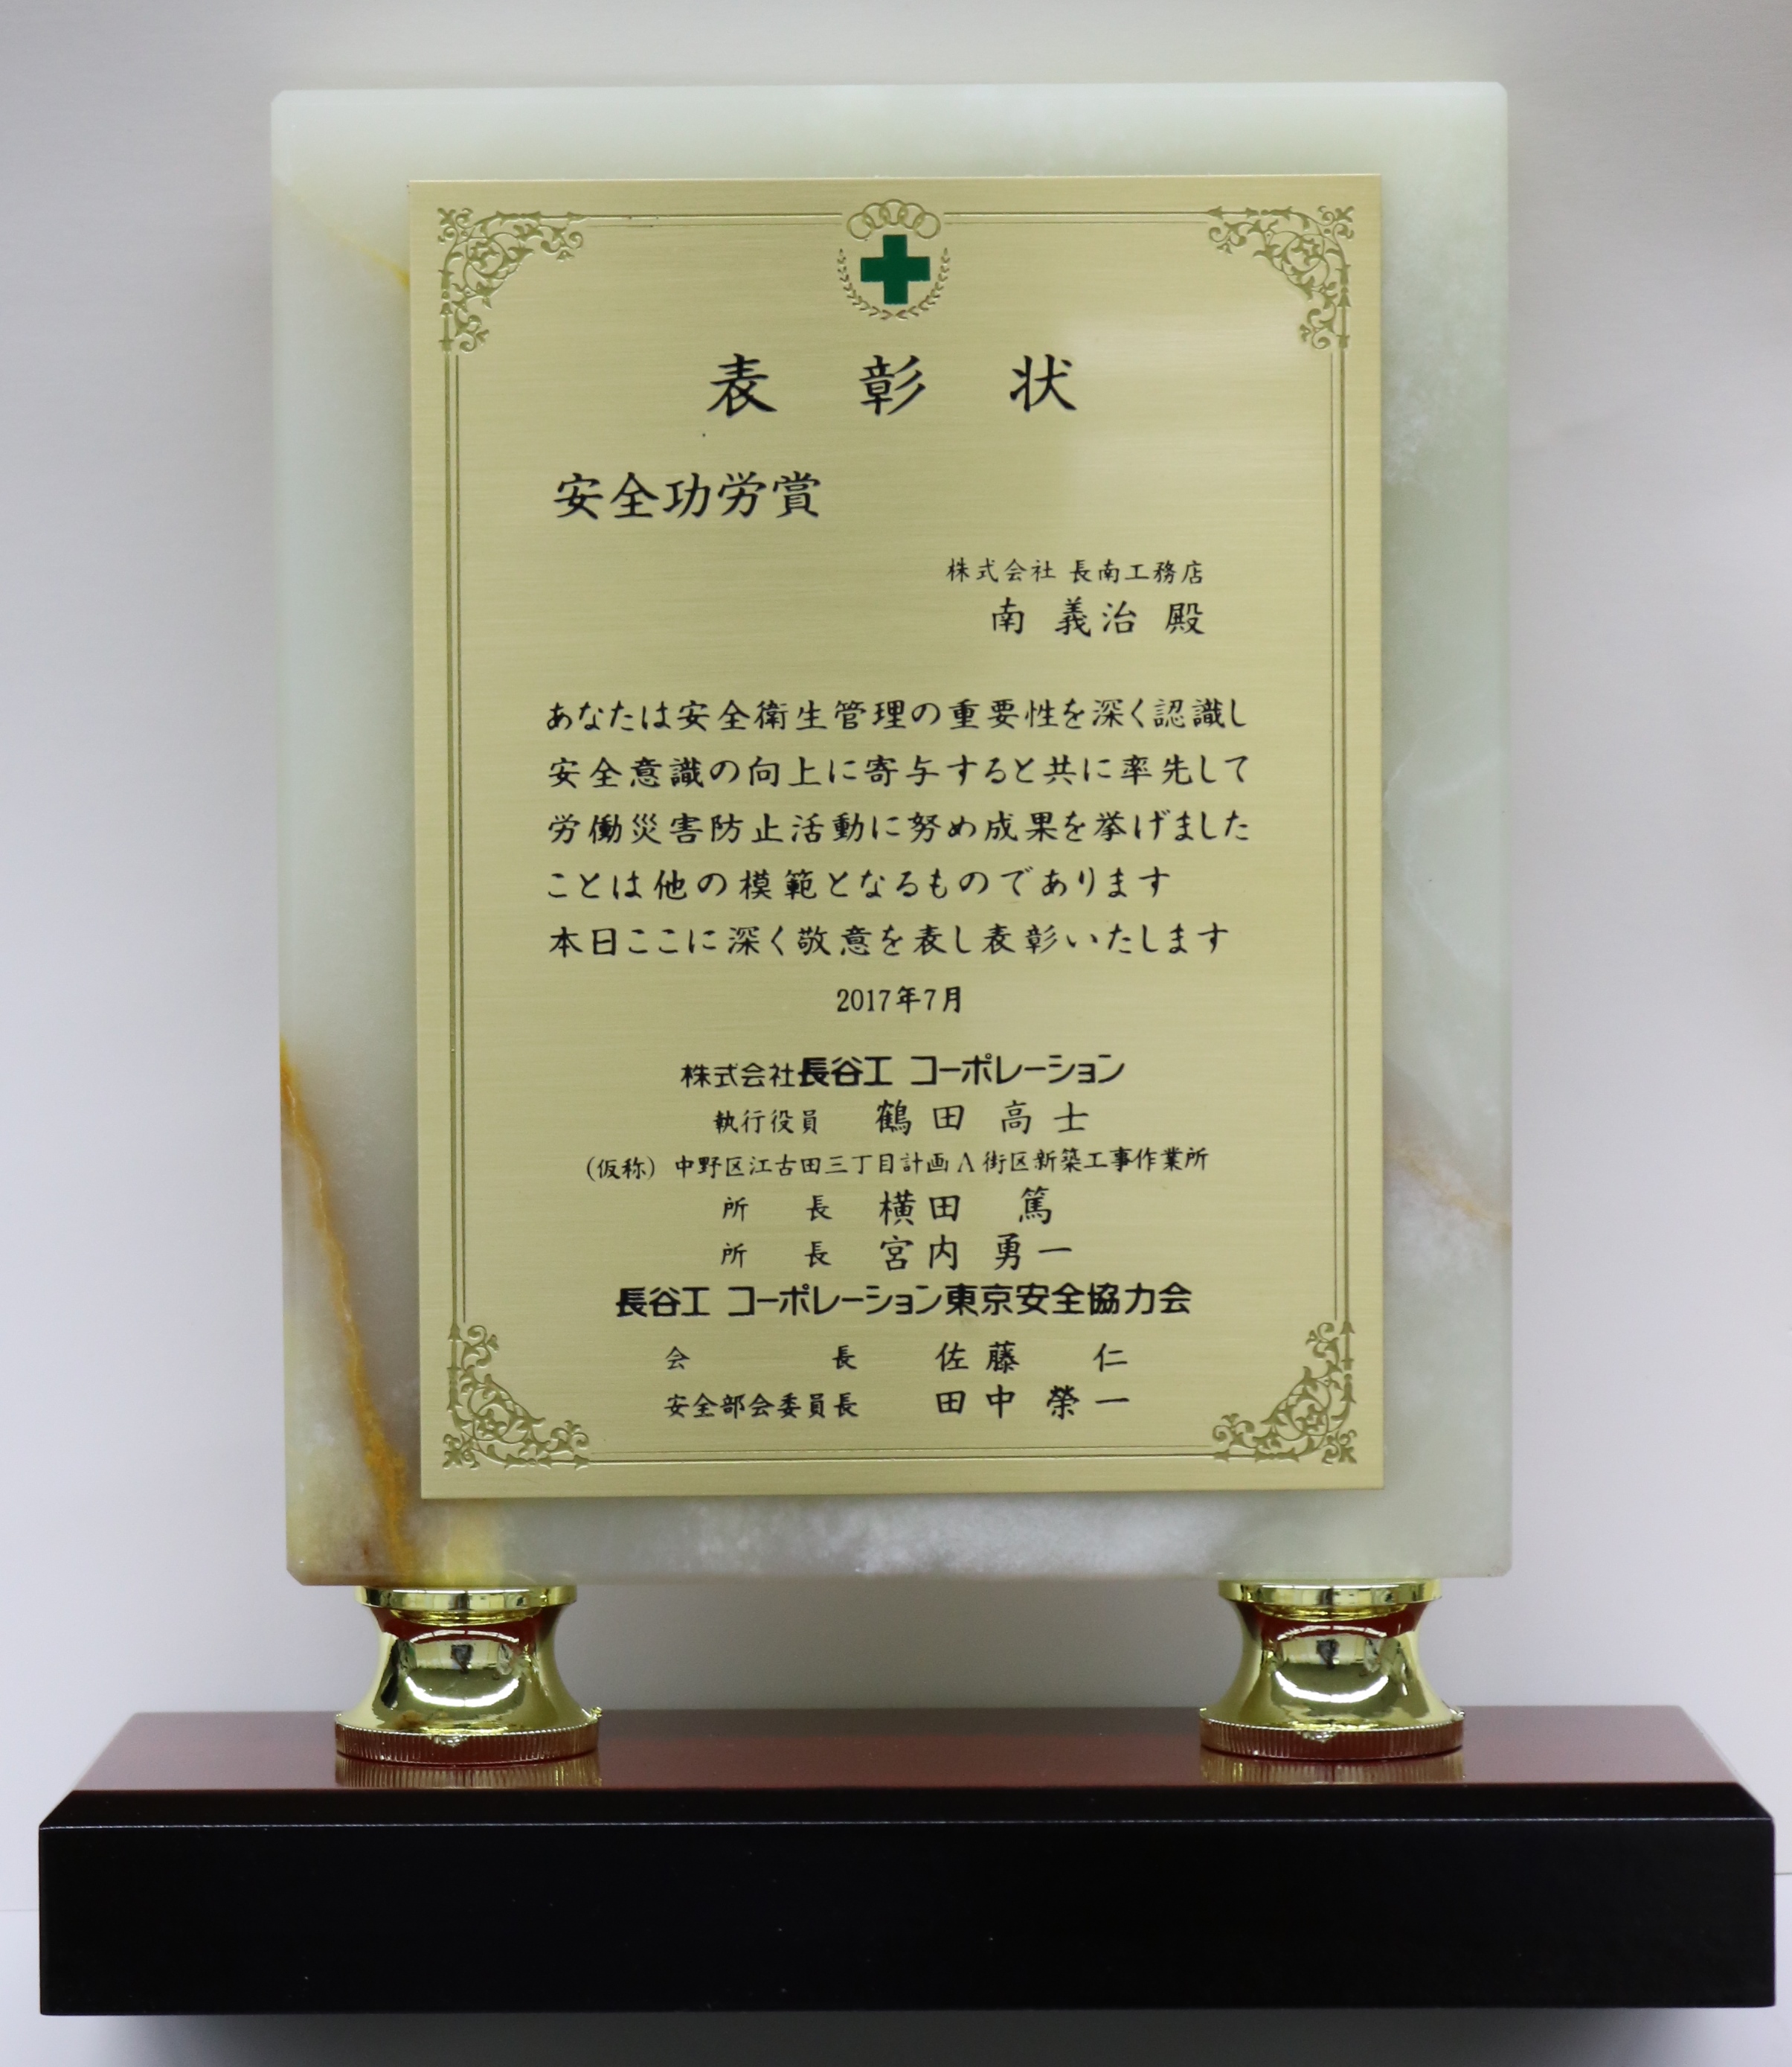 表彰状
安全功労賞
株式会社 長南工務店
南 義治 殿
あなたは安全衛生管理の重要性を深く認識し
安全意識の向上に寄与すると共に率先して
労働災害防止活動に努め成果を挙げました
ことは他の模範となるものであります
本日ここに深く敬意を表し表彰いたします
2017年7月
株式会社長谷工 コーポレーション
執行役員 鶴田 高士
(仮称) 中野区江古田三丁目計画A街区新築工事作業所
所 長 横田 篤
所 長 宮内 勇一
長谷工 コーポレーション東京安全協力会
会 長 佐藤 仁
安全部会委員長 田中 榮一